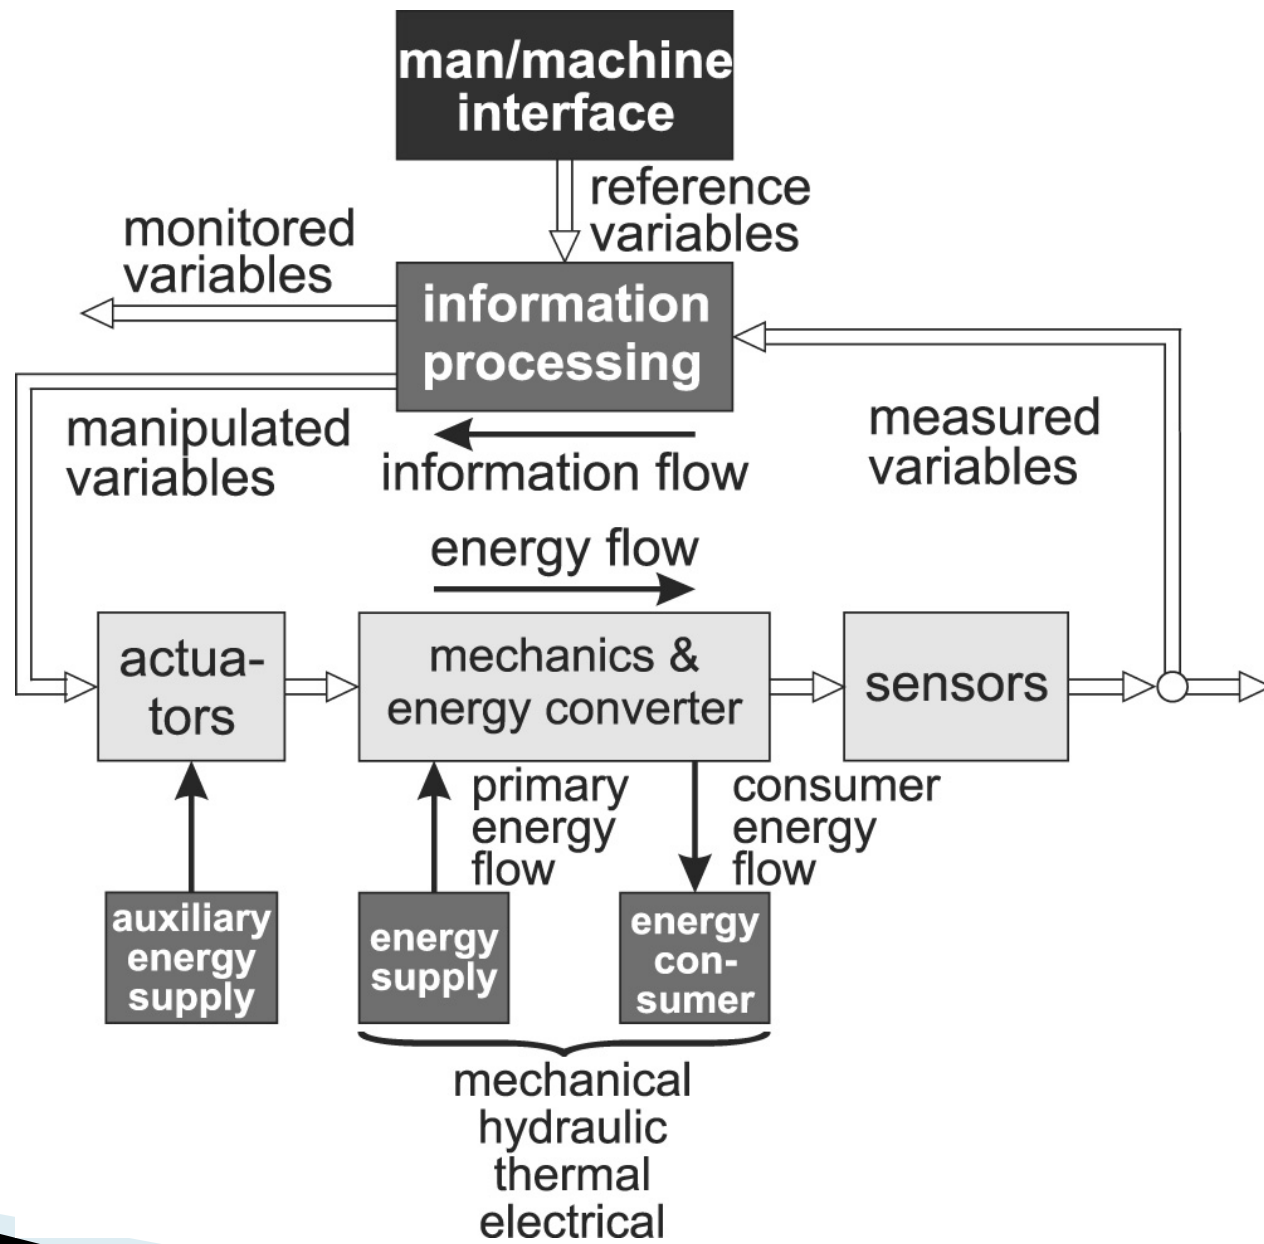 man/machine
interface
reference
variables
monitored
variables
information
processing
manipulated
variables
measured
variables
information flow
energy flow
actua-
tors
mechanics &
energy converter
sensors
primary
energy
flow
consumer
energy
flow
auxiliary
energy
supply
energy
supply
energy
con-
sumer
mechanical
hydraulic
thermal
electrical